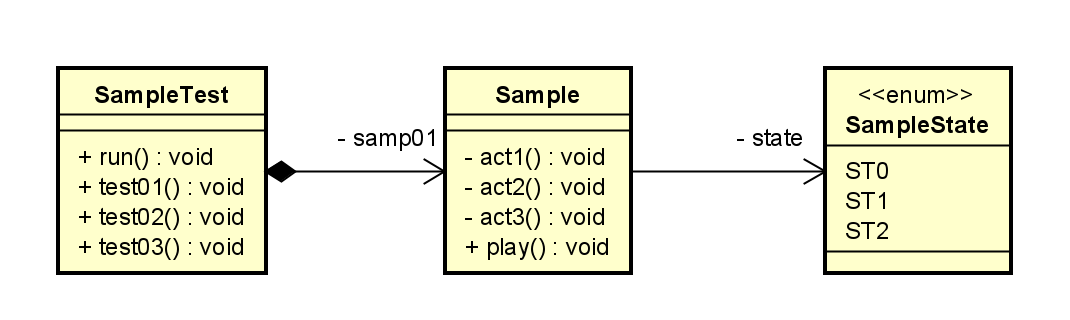 SampleTest
+ run() : void
+ test01() : void
+ test02() : void
+ test03() : void
- samp01
Sample
- act1() : void
- act2() : void
- act3() : void
+ play() : void
- state
<<enum>>
SampleState
ST0
ST1
ST2